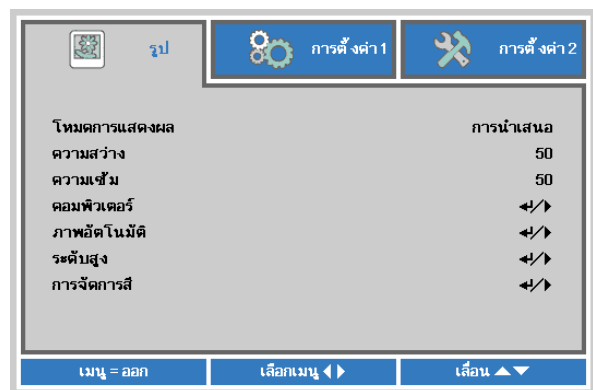 รูป
การตั้งค่า 1
การตั้งค่า 2
โหมดการแสดงผล การนำเสนอ
ความสว่าง 50
ความเข้ม 50
คอมพิวเตอร์ ↵/▶
ภาพอัตโนมัติ ↵/▶
ระดับสูง ↵/▶
การจัดการสี ↵/▶
เมนู = ออก
เลือกเมนู ◀▶
เลื่อน ▲▼